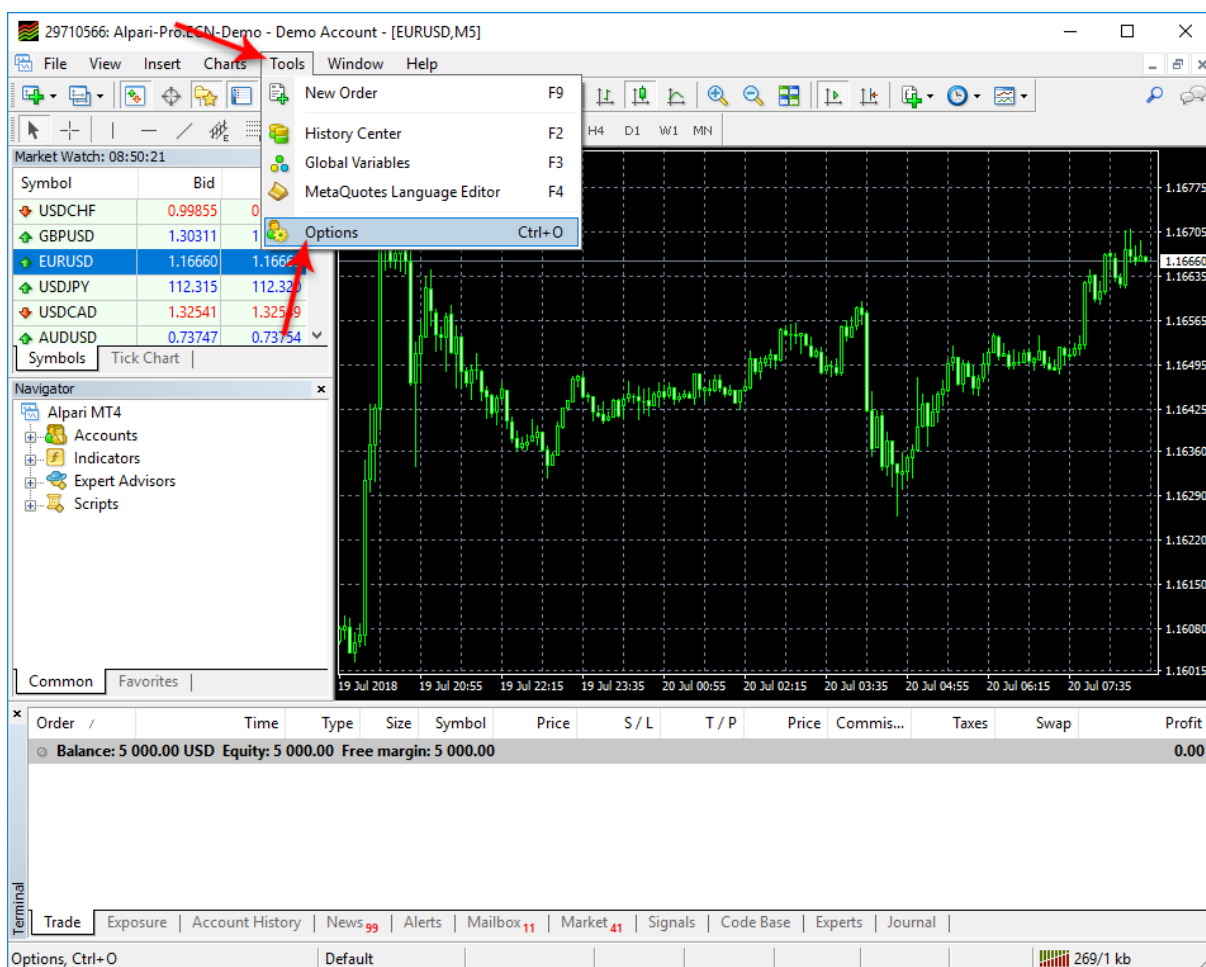 29710566: Alpari-Pro.ECN-Demo - Demo Account - [EURUSD,M5]
File View Insert Charts Tools Window Help
New Order F9
History Center F2
Global Variables F3
MetaQuotes Language Editor F4
Options Ctrl+O
H4 D1 W1 MN
Market Watch: 08:50:21
Symbol Bid
USDCHF 0.99855
GBPUSD 1.30311
EURUSD 1.16660
USDJPY 112.315 112.320
USDCAD 1.32541
AUDUSD 0.73747 0.73754
Symbols Tick Chart
Navigator
Alpari MT4
Accounts
Indicators
Expert Advisors
Scripts
Common Favorites
1.16775
1.16705
1.16660
1.16635
1.16565
1.16495
1.16425
1.16360
1.16290
1.16220
1.16150
1.16080
1.16015
19 Jul 2018 19 Jul 20:55 19 Jul 22:15 19 Jul 23:35 20 Jul 00:55 20 Jul 02:15 20 Jul 03:35 20 Jul 04:55 20 Jul 06:15 20 Jul 07:35
Order / Time Type Size Symbol Price S / L T / P Price Commis... Taxes Swap Profit
Balance: 5 000.00 USD Equity: 5 000.00 Free margin: 5 000.00 0.00
Terminal
Trade Exposure Account History News 99 Alerts Mailbox 11 Market 41 Signals Code Base Experts Journal
Options, Ctrl+O Default 269/1 kb